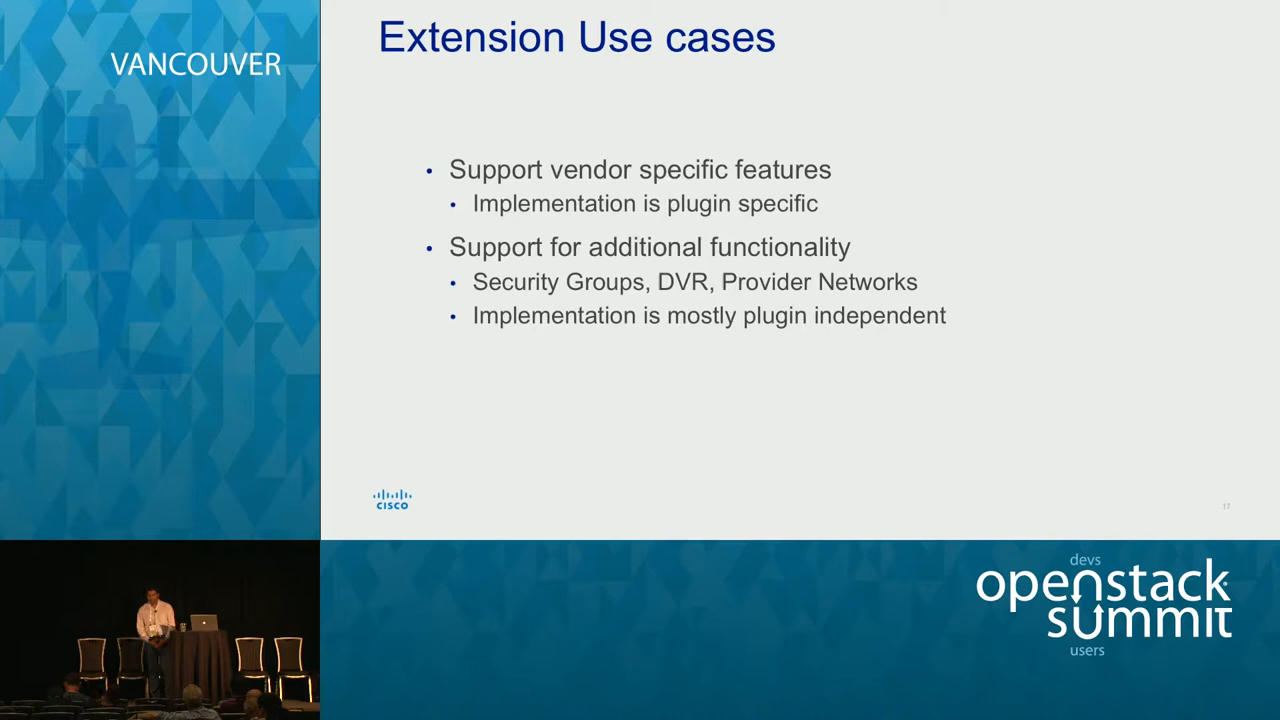 VANCOUVER
Extension Use cases
• Support vendor specific features
• Implementation is plugin specific
• Support for additional functionality
• Security Groups, DVR, Provider Networks
• Implementation is mostly plugin independent
CISCO
17
devs
openstack
summit
users